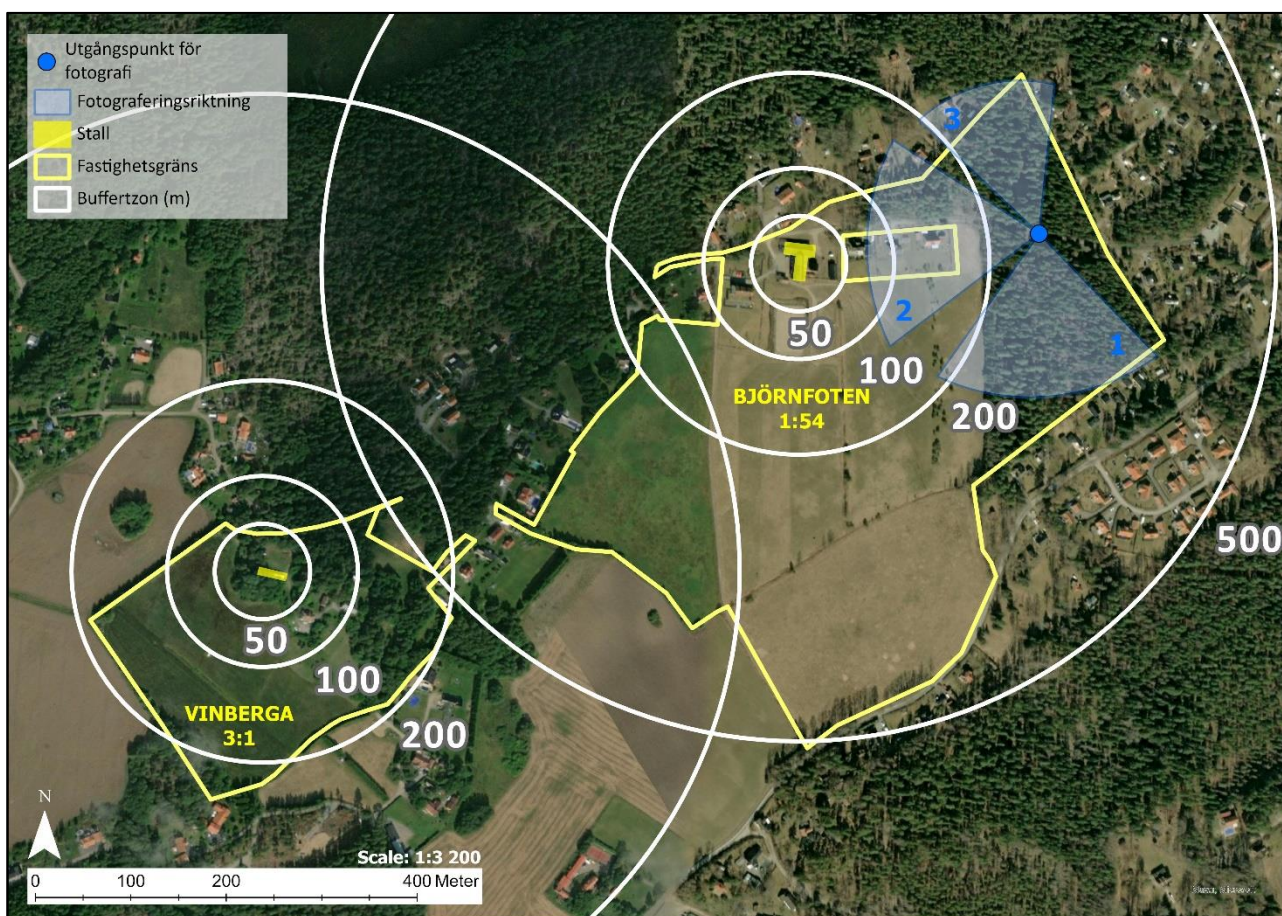 Utgångspunkt för
fotografi
Fotograferingsriktning
Stall
Fastighetsgräns
Buffertzon (m)
3
2
1
50
100
200
500
BJÖRNFOTEN
1:54
50
100
200
VINBERGA
3:1
N
Scale: 1:3 200
0 100 200 400 Meter